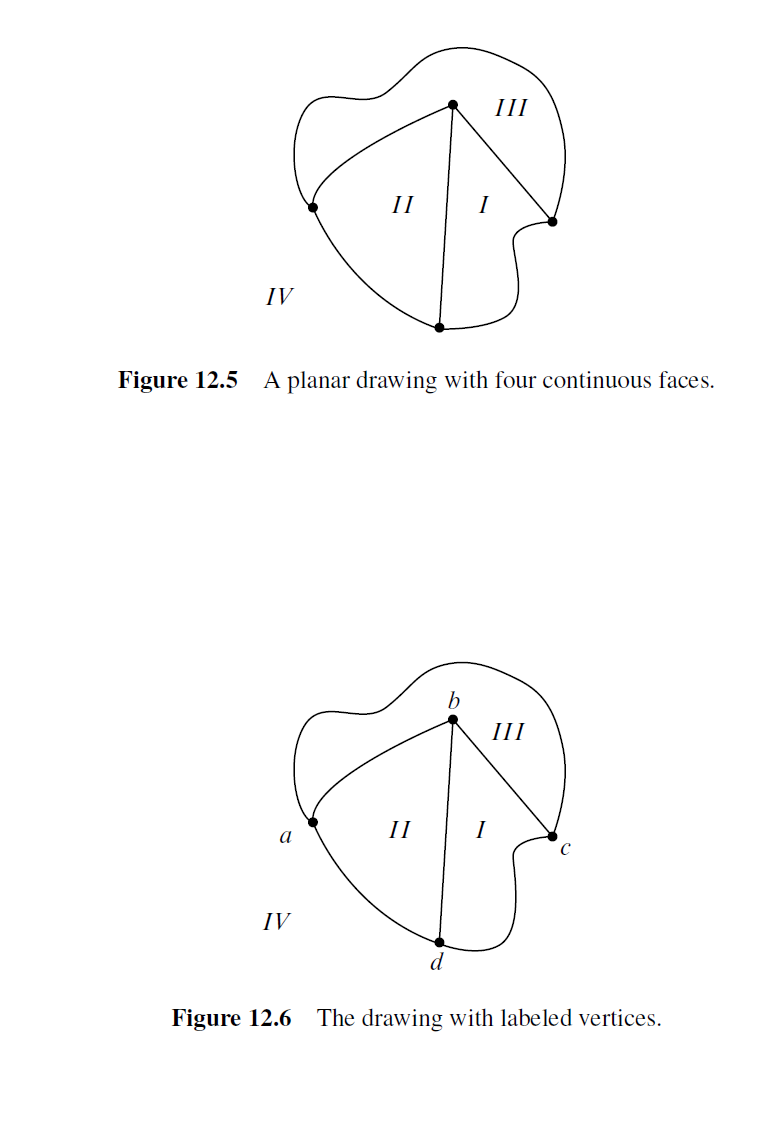 III
II
I
IV
Figure 12.5 A planar drawing with four continuous faces.
b
III
II
I
a
c
IV
d
Figure 12.6 The drawing with labeled vertices.